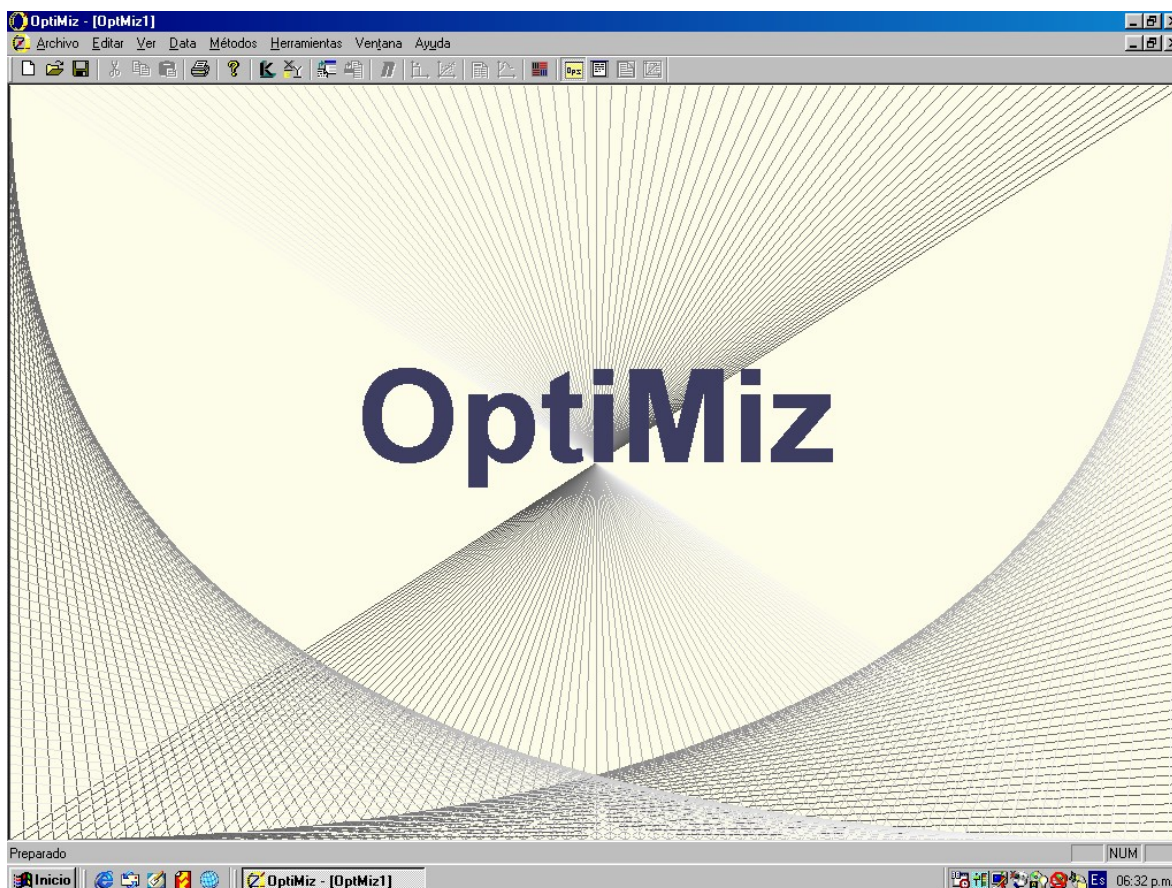 OptiMiz - [OptMiz1]
Archivo Editar Ver Data Métodos Herramientas Ventana Ayuda
Ops
OptiMiz
Preparado
NUM
Inicio
OptiMiz - [OptMiz1]
Es
06:32 p.m.